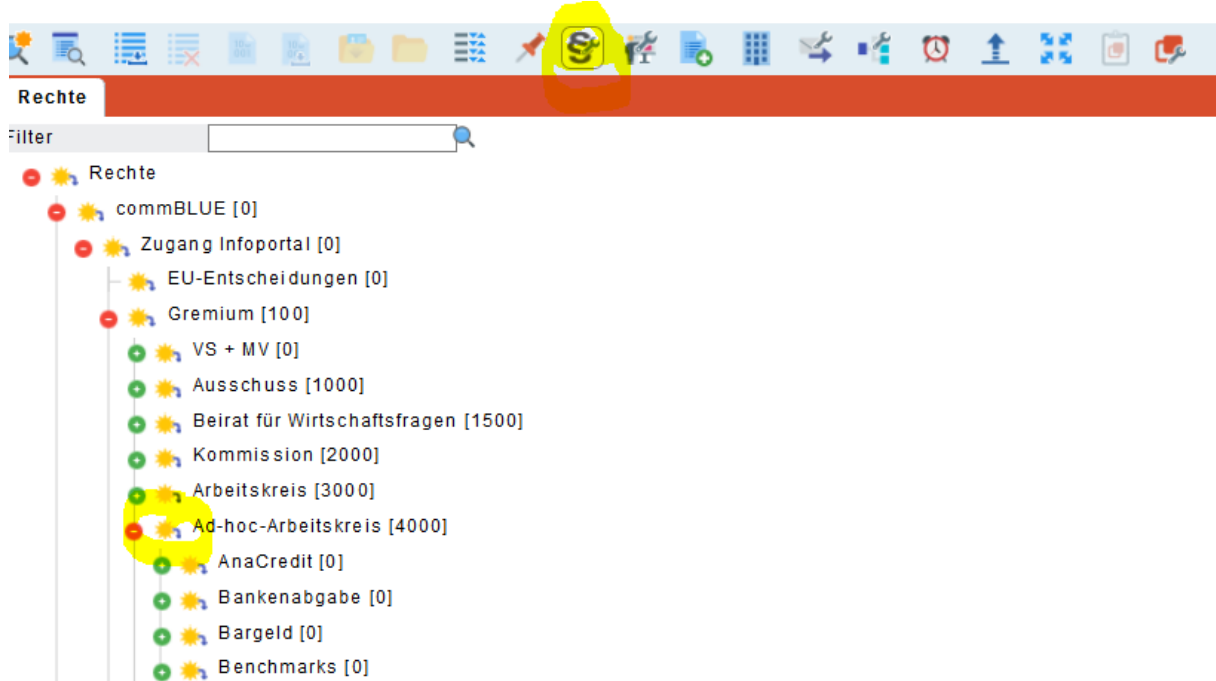 Rechte
Filter
Rechte
commBLUE [0]
Zugang Infoportal [0]
EU-Entscheidungen [0]
Gremium [100]
VS + MV [0]
Ausschuss [1000]
Beirat für Wirtschaftsfragen [1500]
Kommission [2000]
Arbeitskreis [3000]
Ad-hoc-Arbeitskreis [4000]
AnaCredit [0]
Bankenabgabe [0]
Bargeld [0]
Benchmarks [0]